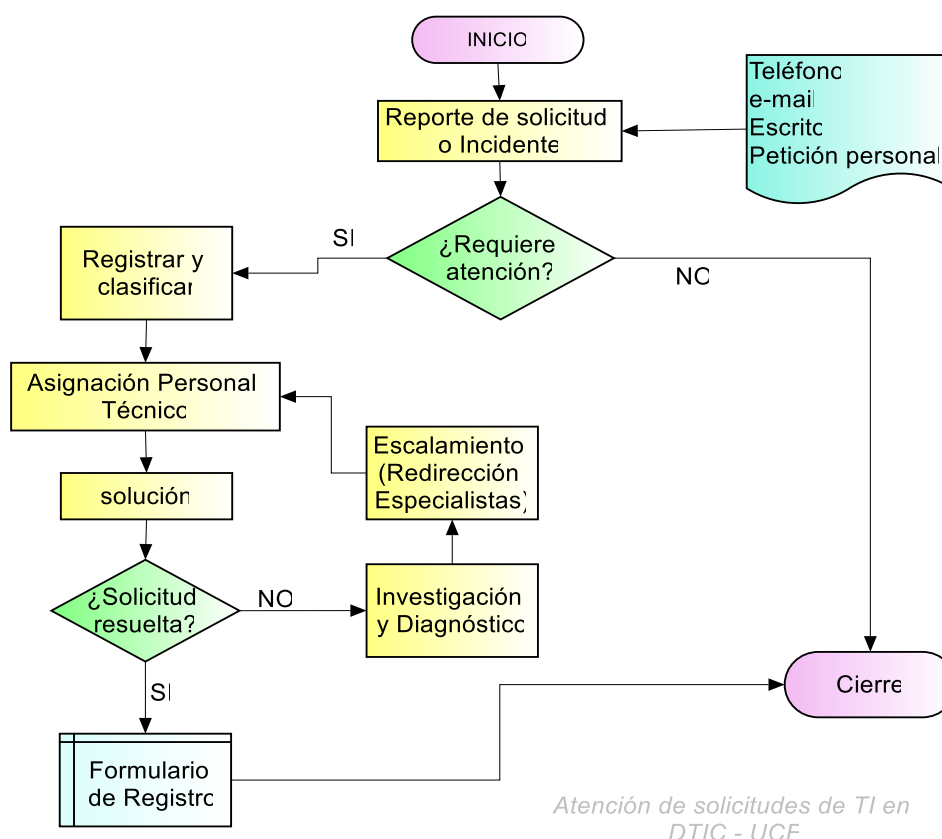 INICIO
Reporte de solicitud
o Incidente
Teléfono
e-mail
Escrito
Petición personal
¿Requiere
atención?
SI
NO
Registrar y
clasificar
Asignación Personal
Técnico
Escalamiento
(Redirección
Especialistas)
solución
¿Solicitud
resuelta?
NO
Investigación
y Diagnóstico
SI
Cierre
Formulario
de Registro
Atención de solicitudes de TI en
DTIC - UCE